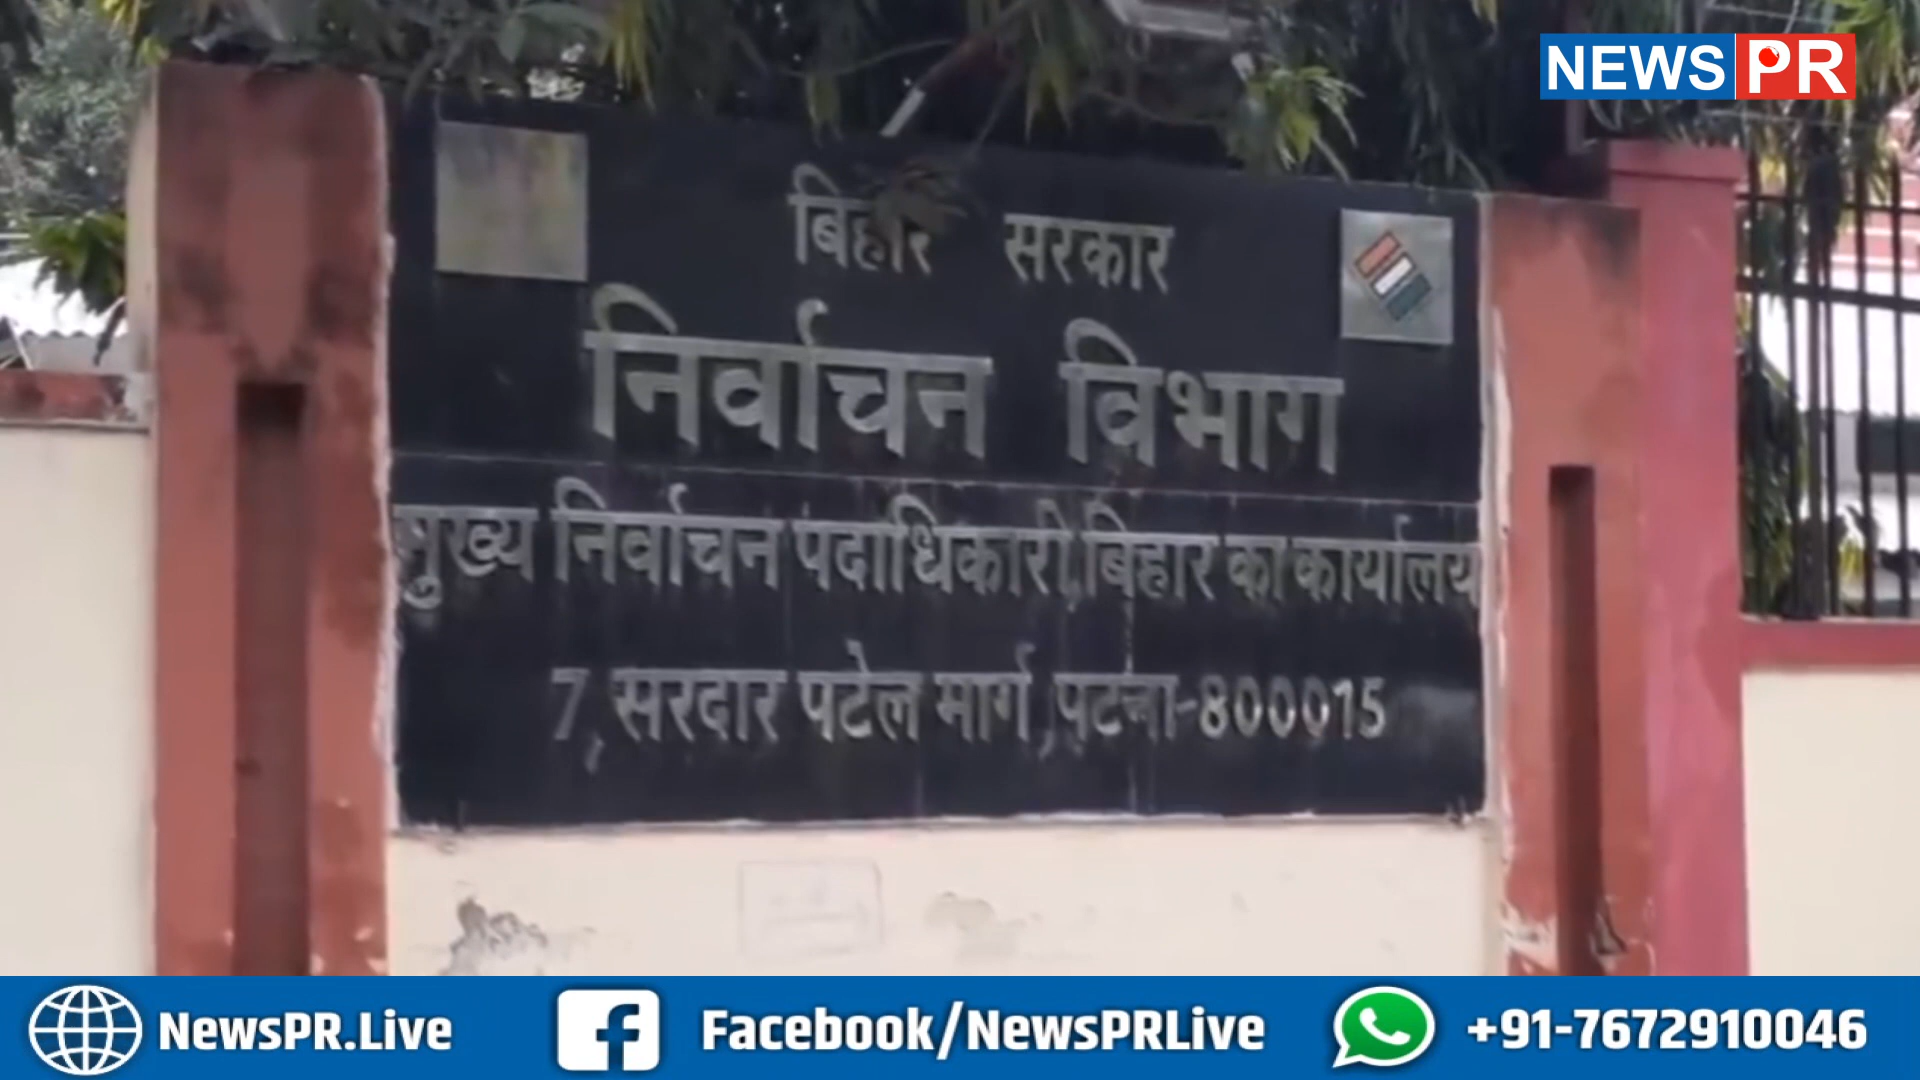 NEWS PR
बिहार सरकार
निर्वाचन विभाग
मुख्य निर्वाचन पदाधिकारी,बिहार का कार्यालय
7, सरदार पटेल मार्ग ,पटना-800015
NewsPR.Live Facebook/NewsPRLive +91-7672910046